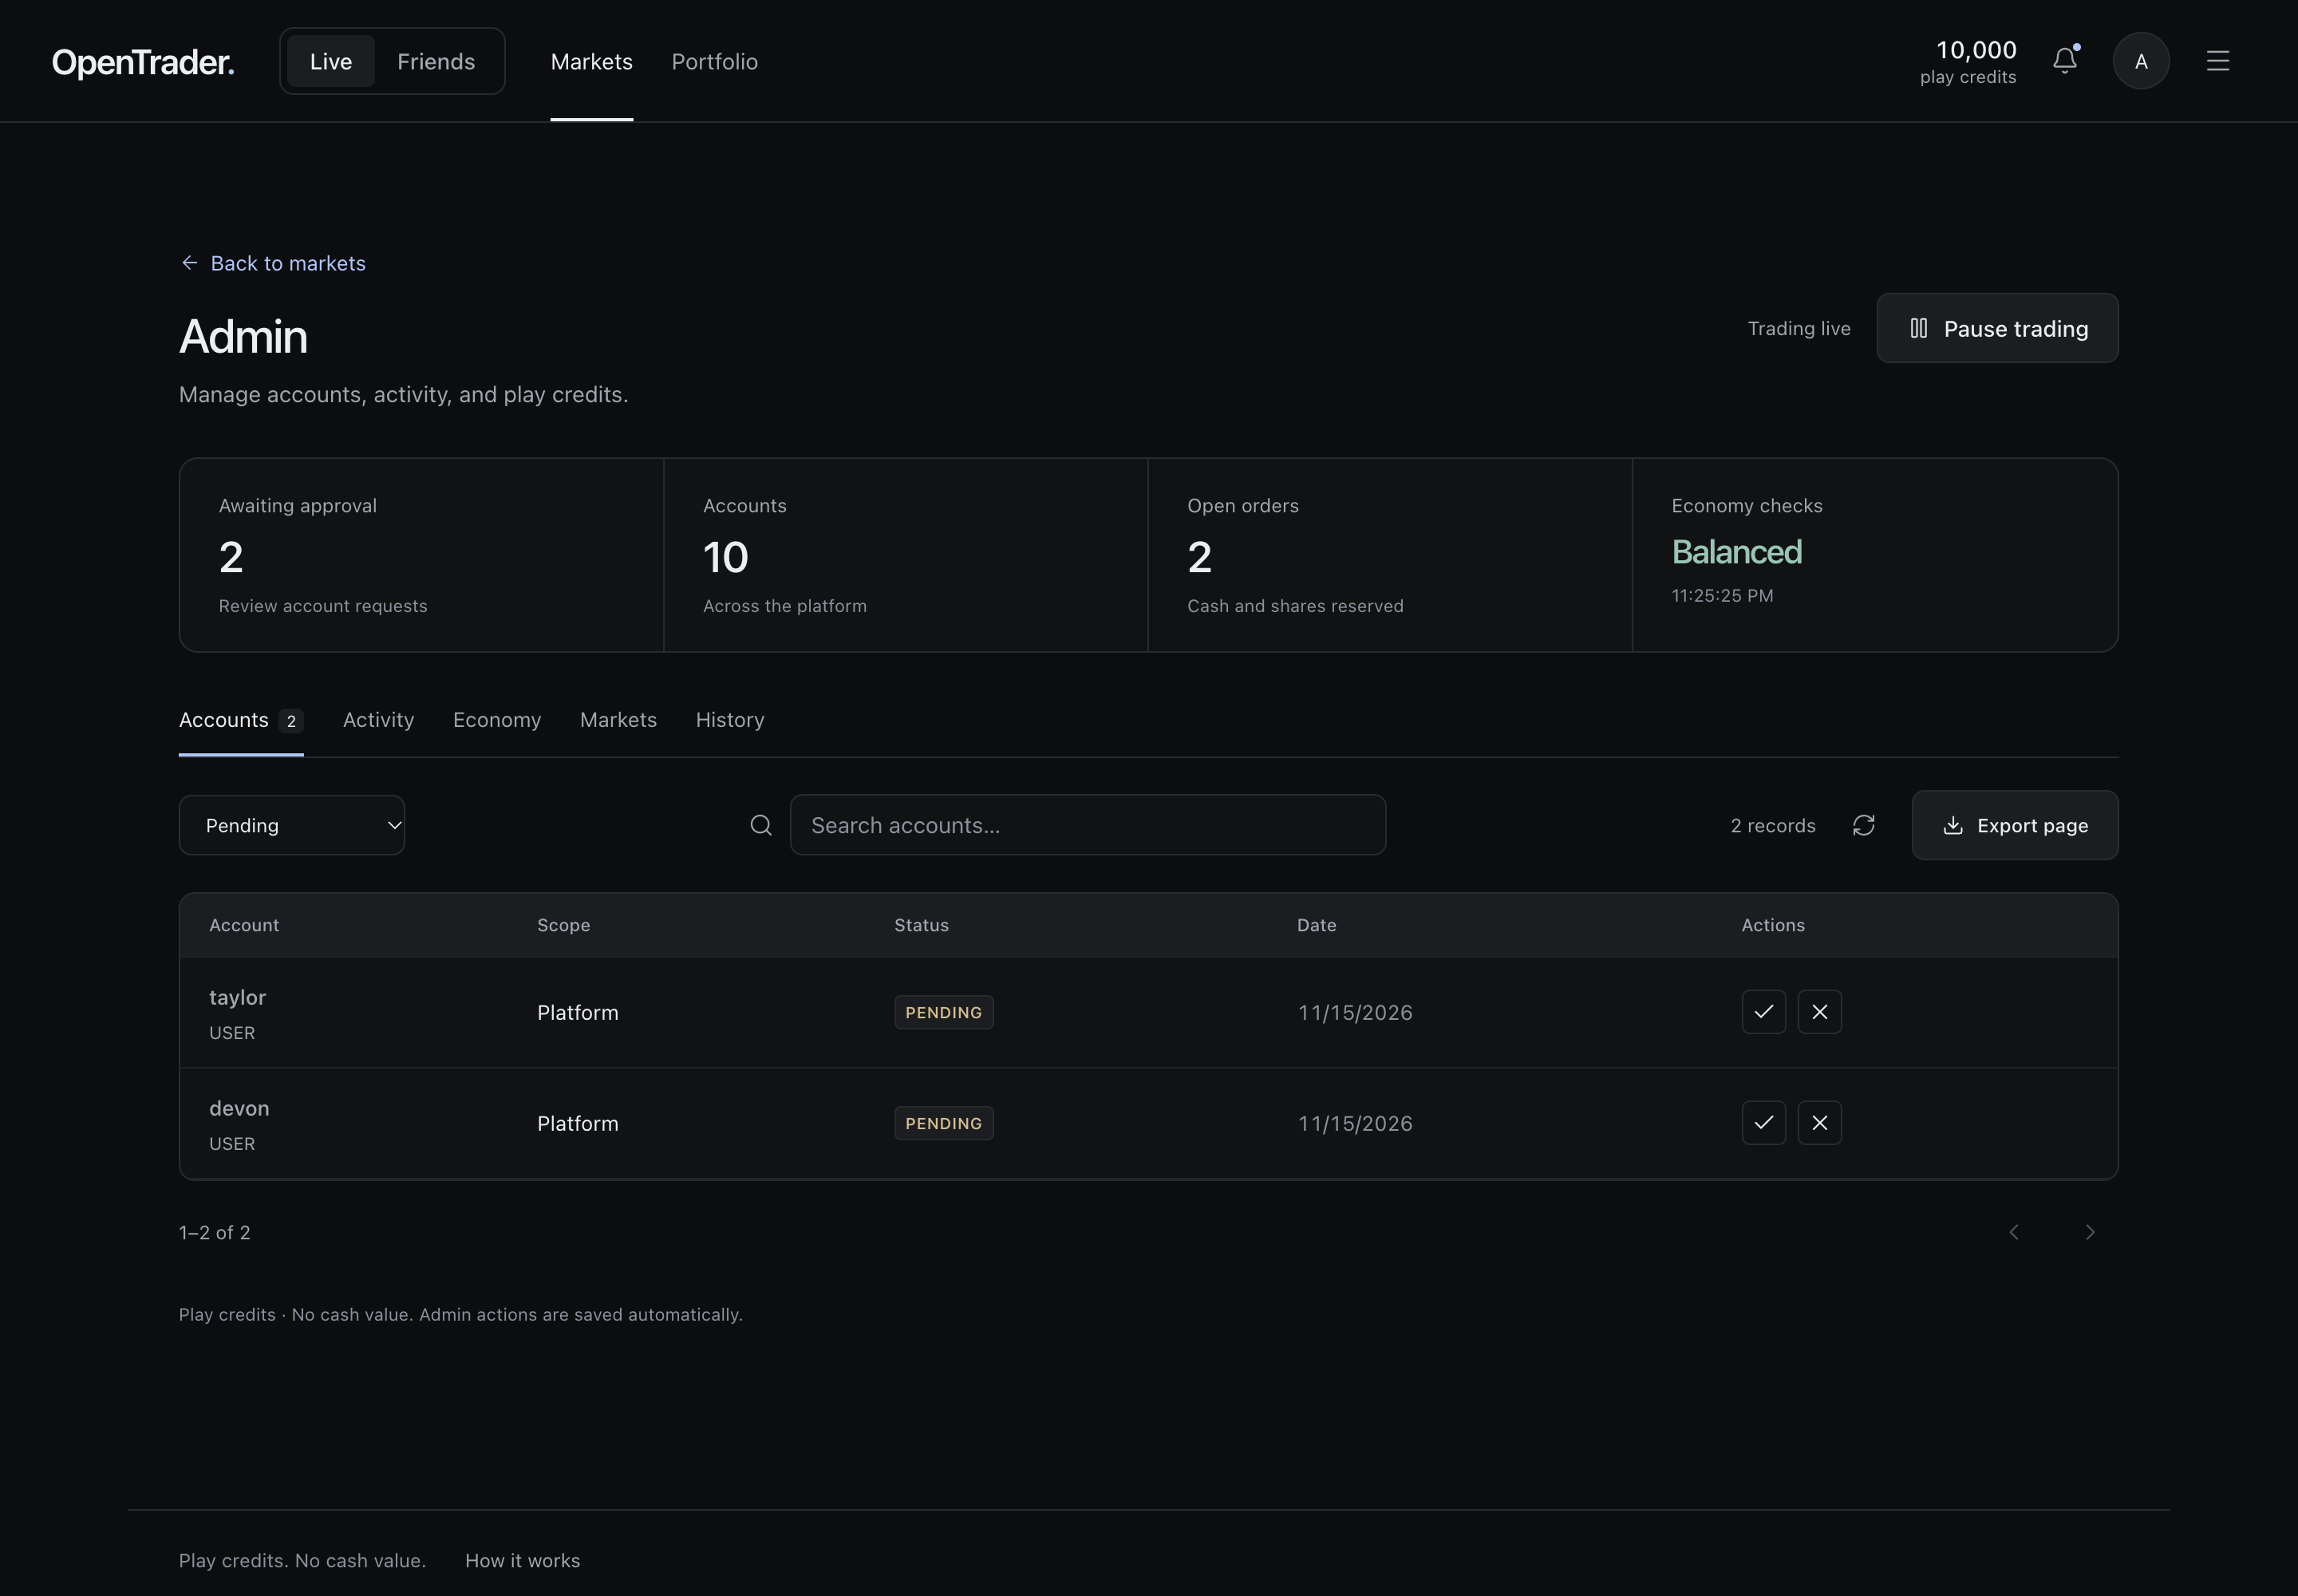 OpenTrader.
Live
Friends
Markets
Portfolio
10,000
play credits
A
Back to markets
Admin
Manage accounts, activity, and play credits.
Trading live
Pause trading
Awaiting approval
2
Review account requests
Accounts
10
Across the platform
Open orders
2
Cash and shares reserved
Economy checks
Balanced
11:25:25 PM
Accounts 2
Activity
Economy
Markets
History
Pending
Search accounts...
2 records
Export page
Account
Scope
Status
Date
Actions
taylor
USER
Platform
PENDING
11/15/2026
devon
USER
Platform
PENDING
11/15/2026
1–2 of 2
Play credits · No cash value. Admin actions are saved automatically.
Play credits. No cash value.
How it works